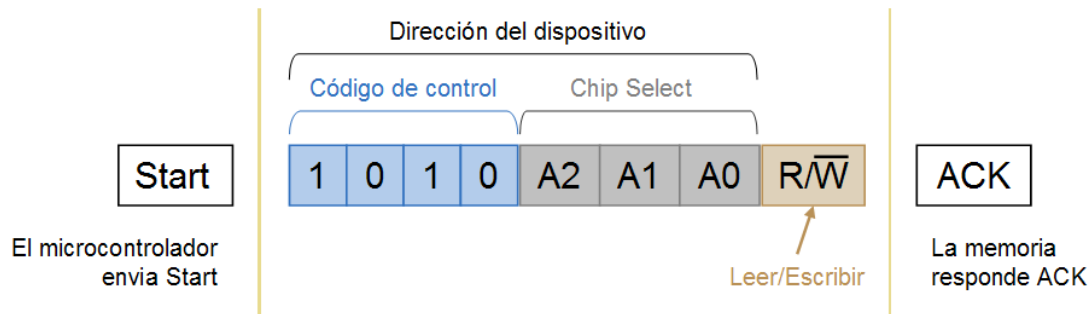 Dirección del dispositivo
Código de control Chip Select
Start 1 0 1 0 A2 A1 A0 R/W̅ ACK
El microcontrolador
envia Start
Leer/Escribir
La memoria
responde ACK